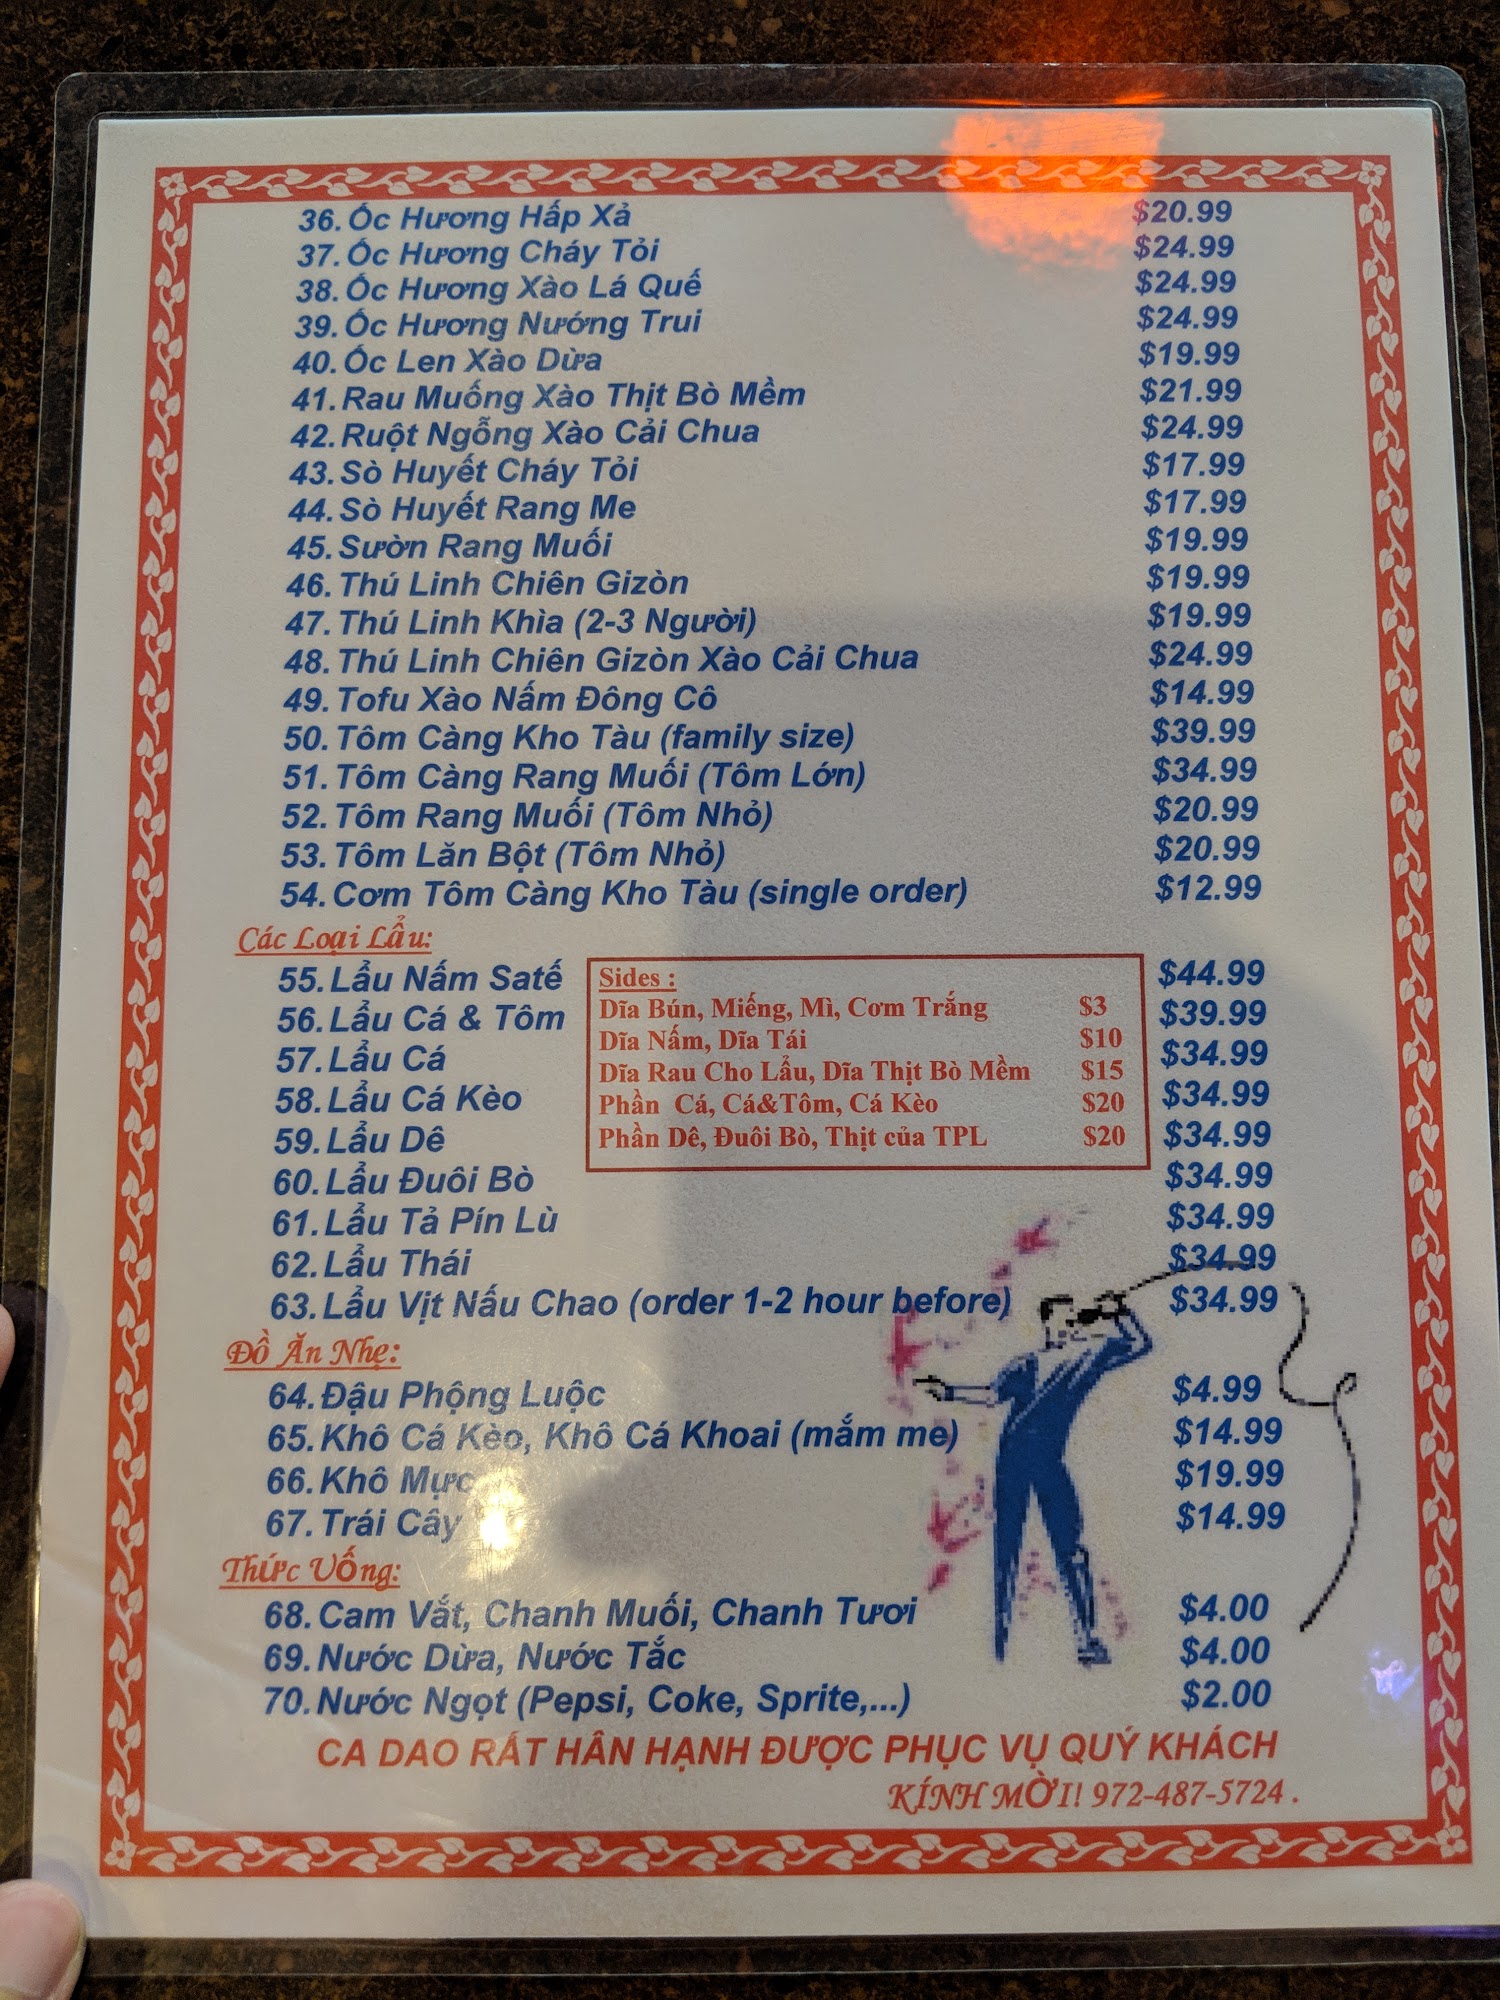 36. Ốc Hương Hấp Xả $20.99
37. Ốc Hương Cháy Tỏi $24.99
38. Ốc Hương Xào Lá Quế $24.99
39. Ốc Hương Nướng Trui $24.99
40. Ốc Len Xào Dừa $19.99
41. Rau Muống Xào Thịt Bò Mềm $21.99
42. Ruột Ngỗng Xào Cải Chua $24.99
43. Sò Huyết Cháy Tỏi $17.99
44. Sò Huyết Rang Me $17.99
45. Sườn Rang Muối $19.99
46. Thú Linh Chiên Gizòn $19.99
47. Thú Linh Khìa (2-3 Người) $19.99
48. Thú Linh Chiên Gizòn Xào Cải Chua $24.99
49. Tofu Xào Nấm Đông Cô $14.99
50. Tôm Càng Kho Tàu (family size) $39.99
51. Tôm Càng Rang Muối (Tôm Lớn) $34.99
52. Tôm Rang Muối (Tôm Nhỏ) $20.99
53. Tôm Lăn Bột (Tôm Nhỏ) $20.99
54. Cơm Tôm Càng Kho Tàu (single order) $12.99
Các Loại Lẩu:
55. Lẩu Nấm Satế $44.99
56. Lẩu Cá & Tôm $39.99
57. Lẩu Cá $34.99
58. Lẩu Cá Kèo $34.99
59. Lẩu Dê $34.99
60. Lẩu Đuôi Bò $34.99
61. Lẩu Tả Pín Lù $34.99
62. Lẩu Thái $34.99
63. Lẩu Vịt Nấu Chao (order 1-2 hour before) $34.99
Sides :
Dĩa Bún, Miếng, Mì, Cơm Trắng $3
Dĩa Nấm, Dĩa Tái $10
Dĩa Rau Cho Lẩu, Dĩa Thịt Bò Mềm $15
Phần Cá, Cá&Tôm, Cá Kèo $20
Phần Dê, Đuôi Bò, Thịt của TPL $20
Đồ Ăn Nhẹ:
64. Đậu Phộng Luộc $4.99
65. Khô Cá Kèo, Khô Cá Khoai (mắm me) $14.99
66. Khô Mực $19.99
67. Trái Cây $14.99
Thức Uống:
68. Cam Vắt, Chanh Muối, Chanh Tươi $4.00
69. Nước Dừa, Nước Tắc $4.00
70. Nước Ngọt (Pepsi, Coke, Sprite,...) $2.00
CA DAO RẤT HÂN HẠNH ĐƯỢC PHỤC VỤ QUÝ KHÁCH
KÍNH MỜI! 972-487-5724 .